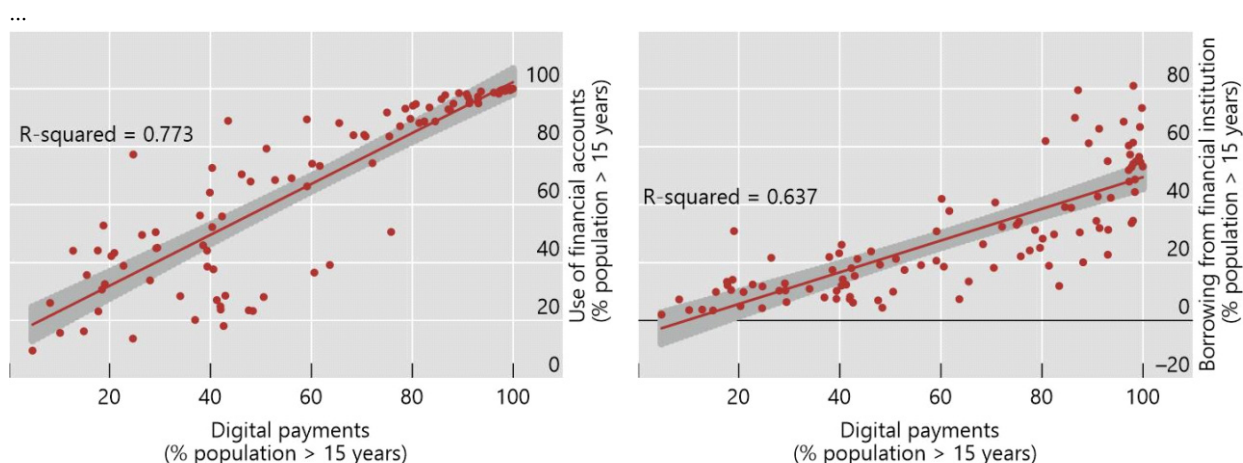 ...
R-squared = 0.773
100
80
60
40
20
0
Use of financial accounts
(% population > 15 years)
20
40
60
80
100
Digital payments
(% population > 15 years)
R-squared = 0.637
80
60
40
20
0
–20
Borrowing from financial institution
(% population > 15 years)
20
40
60
80
100
Digital payments
(% population > 15 years)